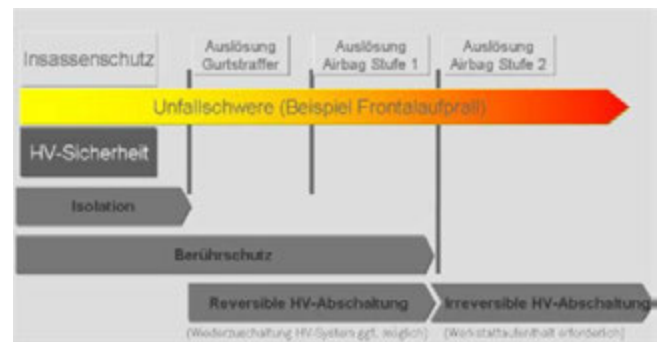 Insassenschutz
Auslösung
Gurtstraffer
Auslösung
Airbag Stufe 1
Auslösung
Airbag Stufe 2
Unfallschwere (Beispiel Frontalaufprall)
HV-Sicherheit
Isolation
Berührschutz
Reversible HV-Abschaltung
Irreversible HV-Abschaltung
(Wiederzuschaltung HV-System ggf. möglich)
(Werkstattaufenthalt erforderlich)